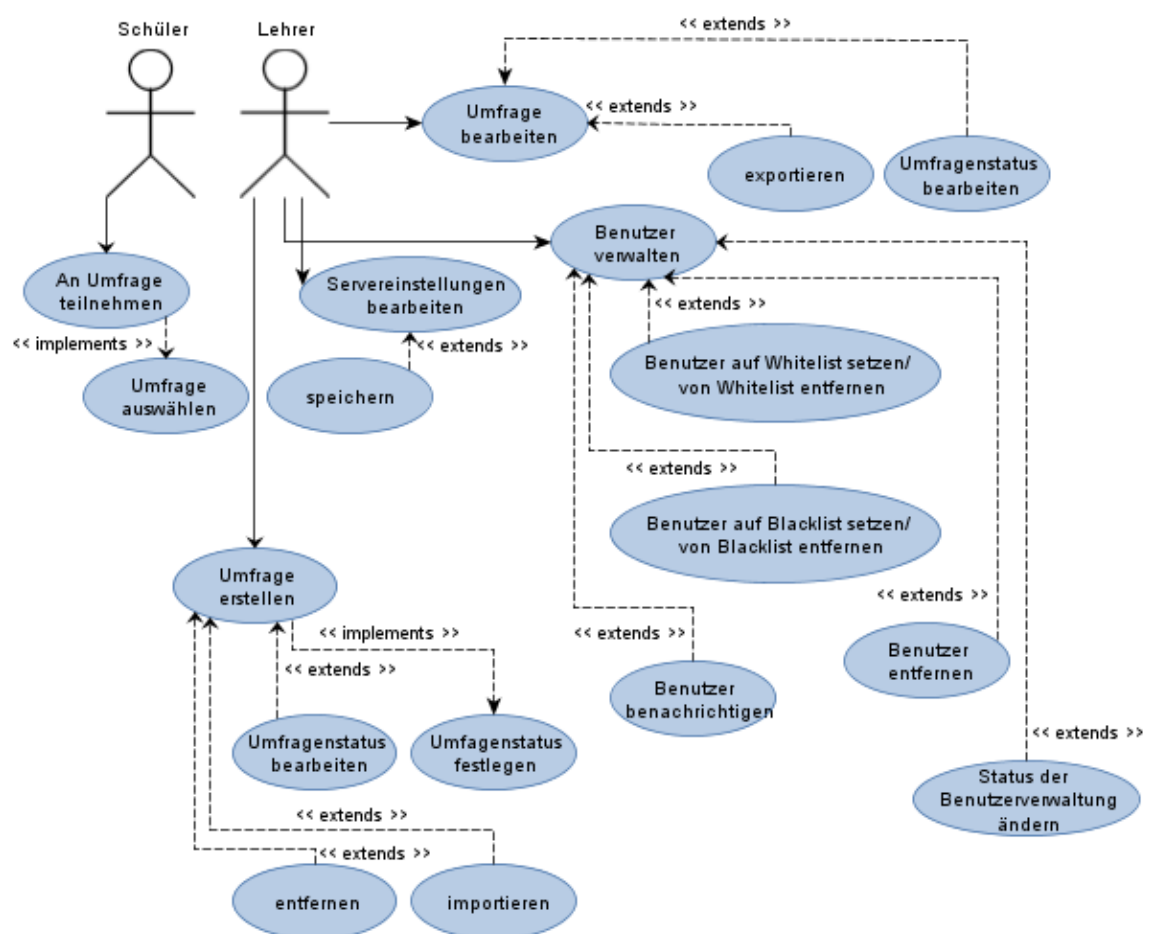 Schüler
Lehrer
<< extends >>
Umfrage
bearbeiten
<< extends >>
exportieren
Umfragenstatus
bearbeiten
Benutzer
verwalten
An Umfrage
teilnehmen
Servereinstellungen
bearbeiten
<< extends >>
<< implements >>
<< extends >>
Umfrage
auswählen
speichern
Benutzer auf Whitelist setzen/
von Whitelist entfernen
<< extends >>
Benutzer auf Blacklist setzen/
von Blacklist entfernen
Umfrage
erstellen
<< extends >>
<< implements >>
<< extends >>
<< extends >>
Benutzer
entfernen
Benutzer
benachrichtigen
Umfragenstatus
bearbeiten
Umfagenstatus
festlegen
<< extends >>
Status der
Benutzerverwaltung
ändern
<< extends >>
<< extends >>
entfernen
importieren